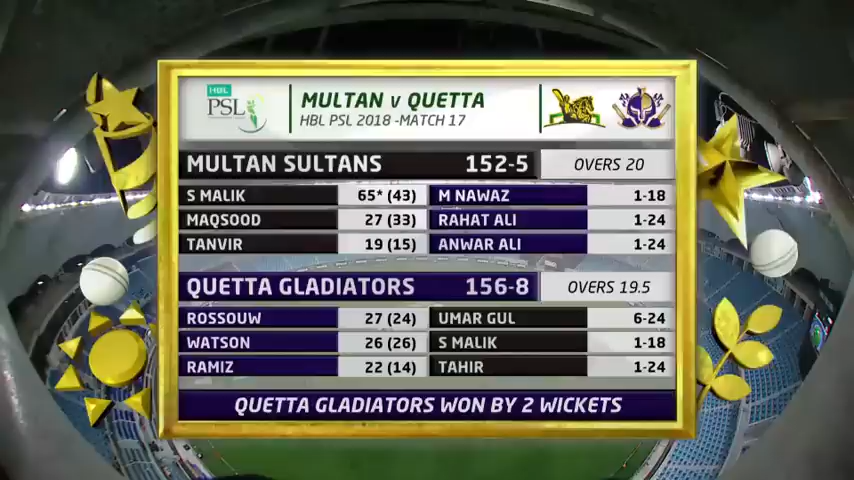 HBL
PSL
MULTAN v QUETTA
HBL PSL 2018 -MATCH 17
MULTAN SULTANS 152-5 OVERS 20
S MALIK 65* (43) M NAWAZ 1-18
MAQSOOD 27 (33) RAHAT ALI 1-24
TANVIR 19 (15) ANWAR ALI 1-24
QUETTA GLADIATORS 156-8 OVERS 19.5
ROSSOUW 27 (24) UMAR GUL 6-24
WATSON 26 (26) S MALIK 1-18
RAMIZ 22 (14) TAHIR 1-24
QUETTA GLADIATORS WON BY 2 WICKETS